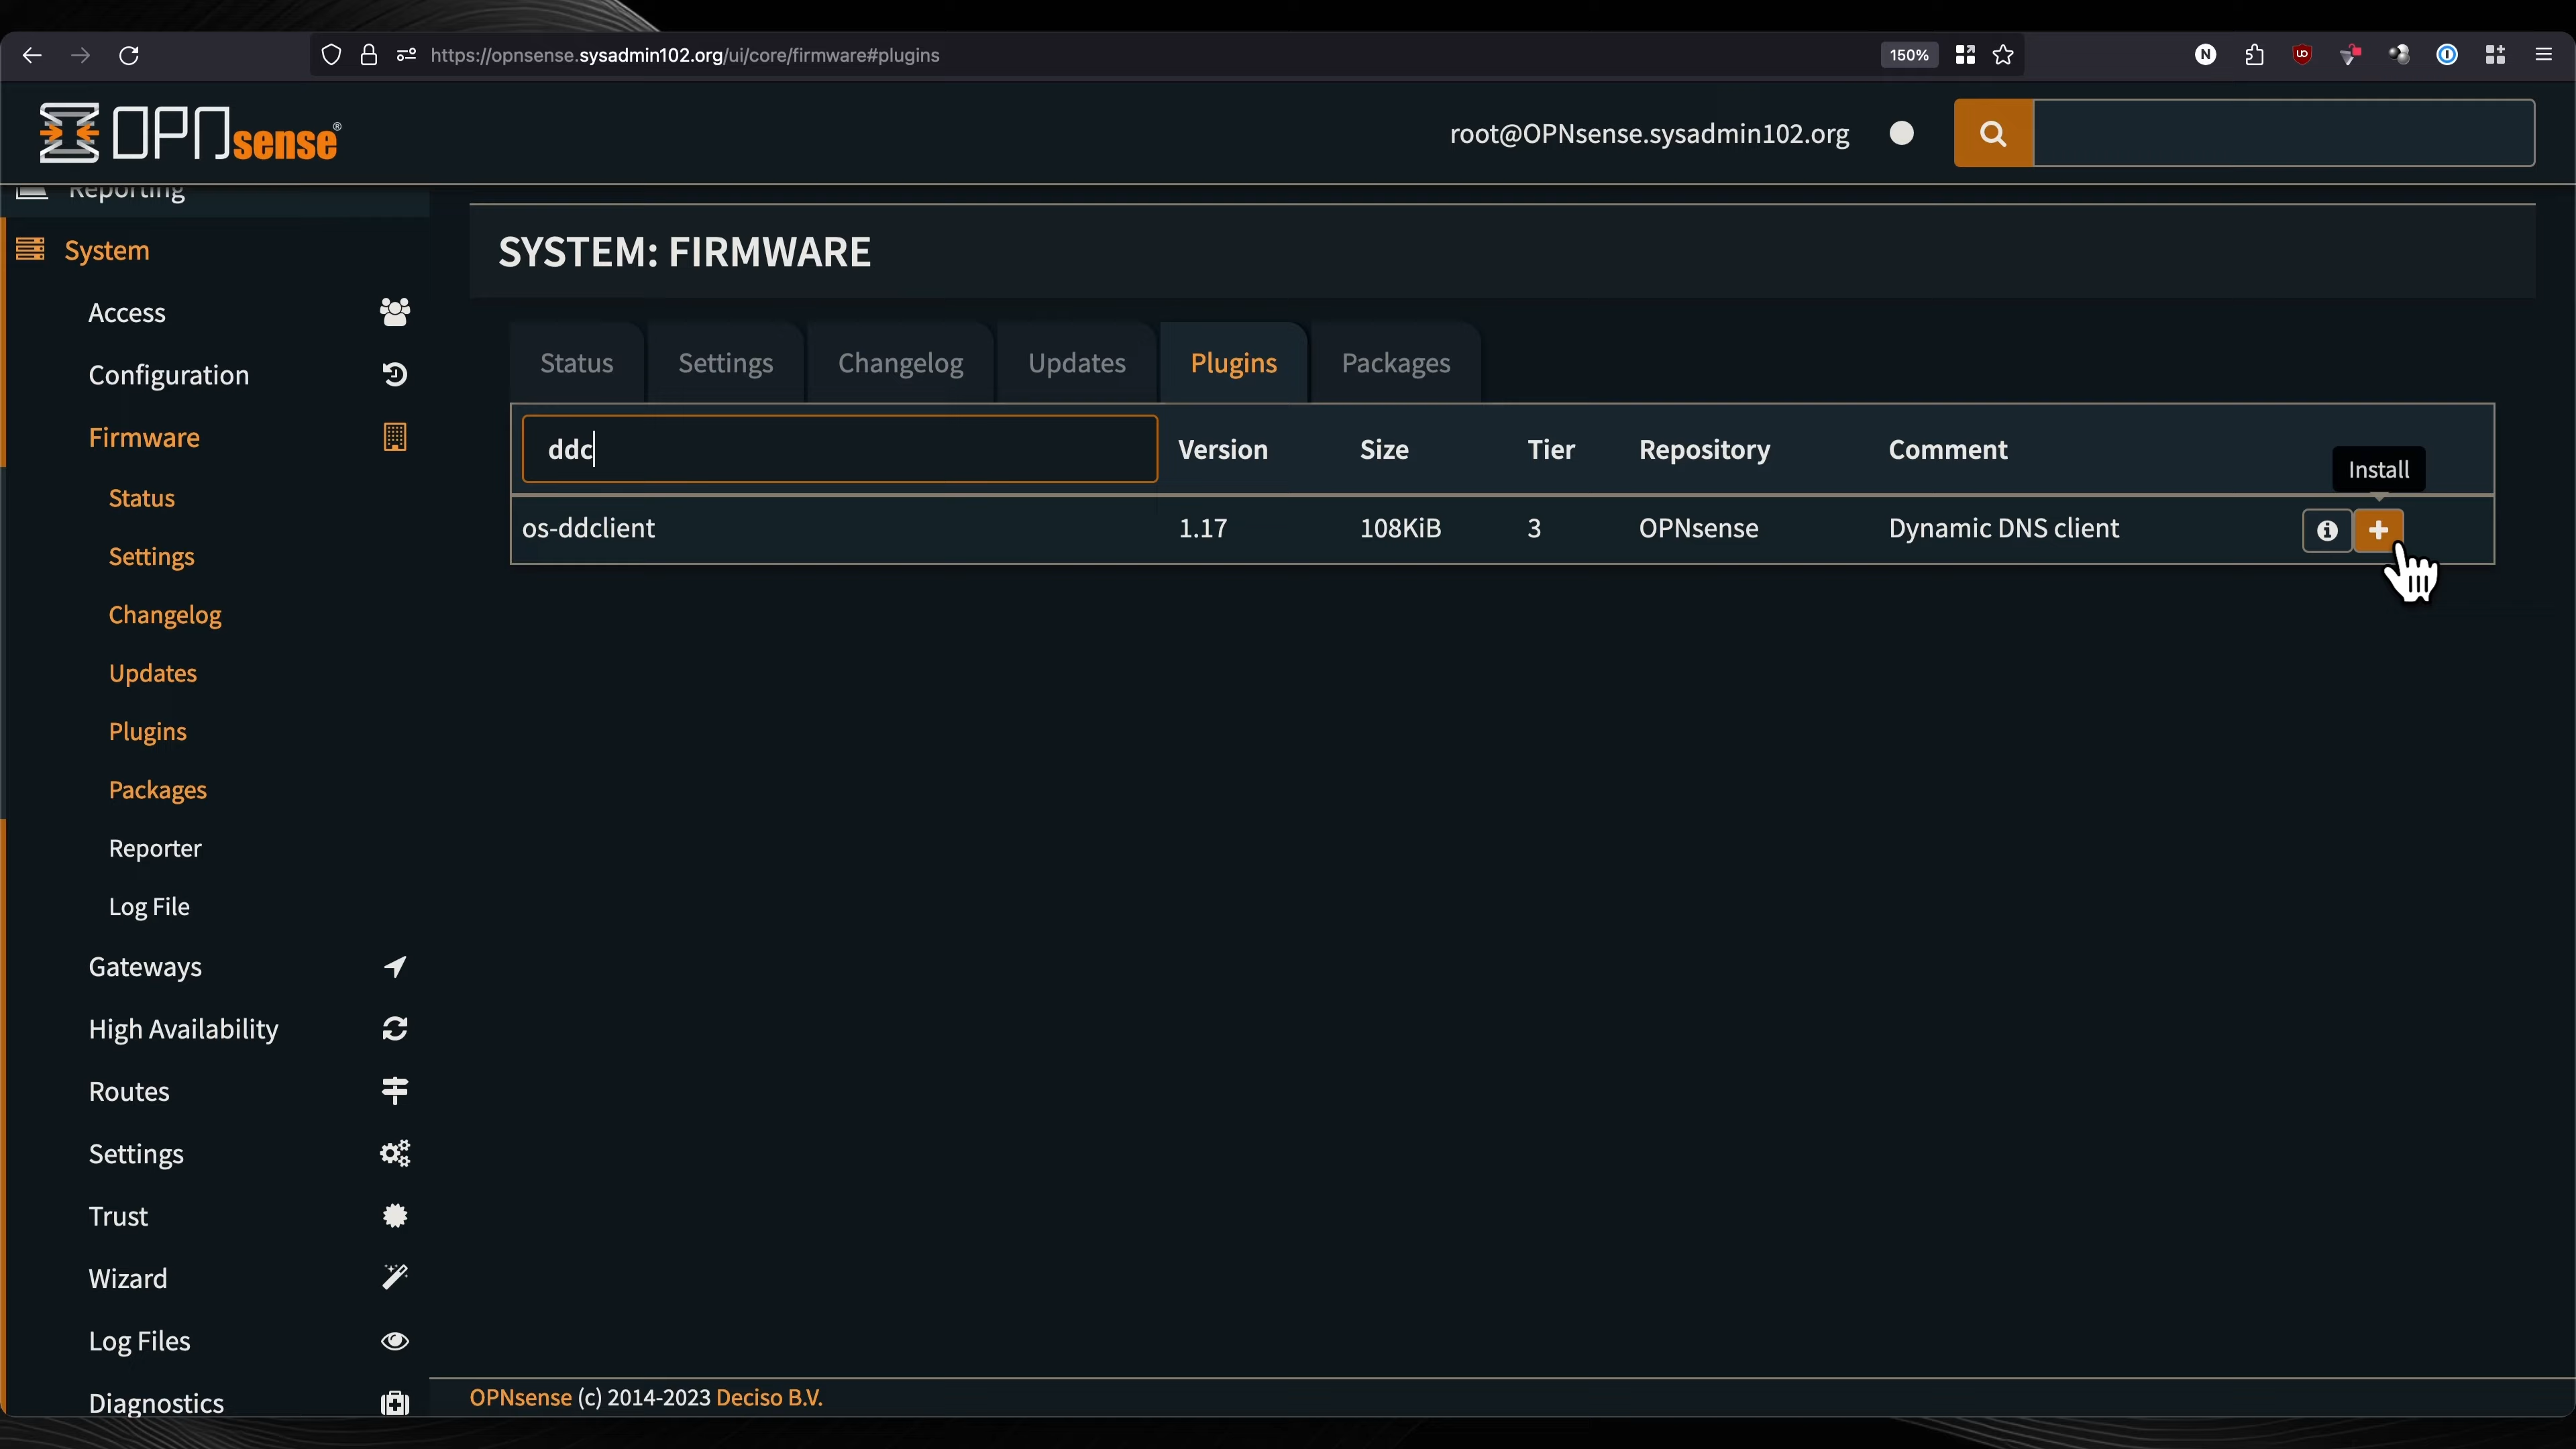 https://opnsense.sysadmin102.org/ui/core/firmware#plugins
150%
N
OPNsense®
root@OPNsense.sysadmin102.org
Reporting
System
Access
Configuration
Firmware
Status
Settings
Changelog
Updates
Plugins
Packages
Reporter
Log File
Gateways
High Availability
Routes
Settings
Trust
Wizard
Log Files
Diagnostics
SYSTEM: FIRMWARE
Status Settings Changelog Updates Plugins Packages
ddc Version Size Tier Repository Comment
Install
os-ddclient 1.17 108KiB 3 OPNsense Dynamic DNS client
OPNsense (c) 2014-2023 Deciso B.V.